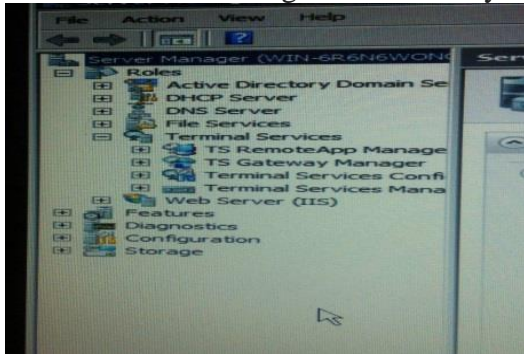 File Action View Help
Server Manager (WIN-6R6N6WON
Serv
Roles
Active Directory Domain Se
DHCP Server
DNS Server
File Services
Terminal Services
TS RemoteApp Manage
TS Gateway Manager
Terminal Services Confi
Terminal Services Mana
Web Server (IIS)
Features
Diagnostics
Configuration
Storage